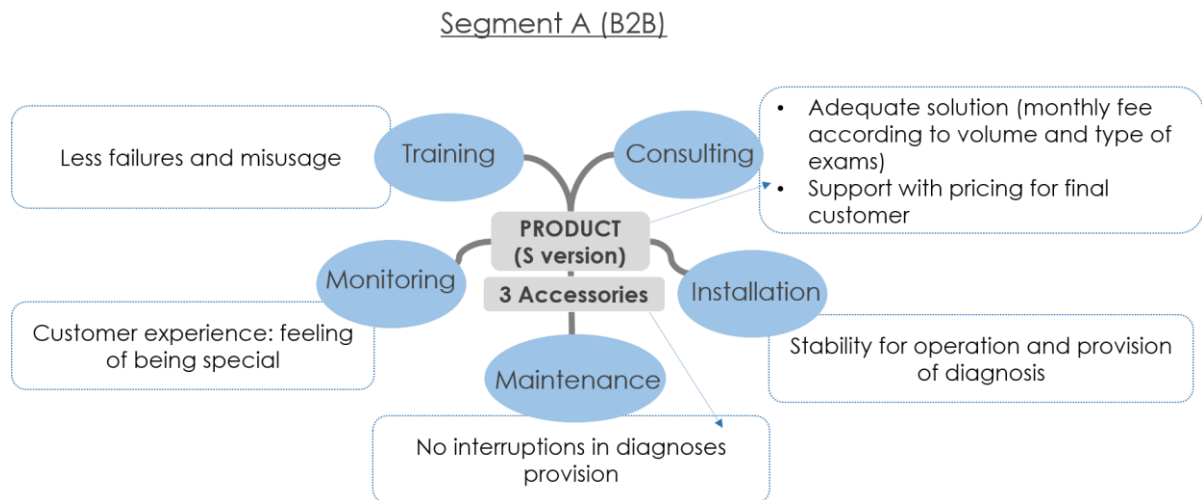 Segment A (B2B)
Training
Less failures and misusage
Consulting
• Adequate solution (monthly fee
according to volume and type of
exams)
• Support with pricing for final
customer
PRODUCT
(S version)
3 Accessories
Monitoring
Customer experience: feeling
of being special
Installation
Stability for operation and provision
of diagnosis
Maintenance
No interruptions in diagnoses
provision